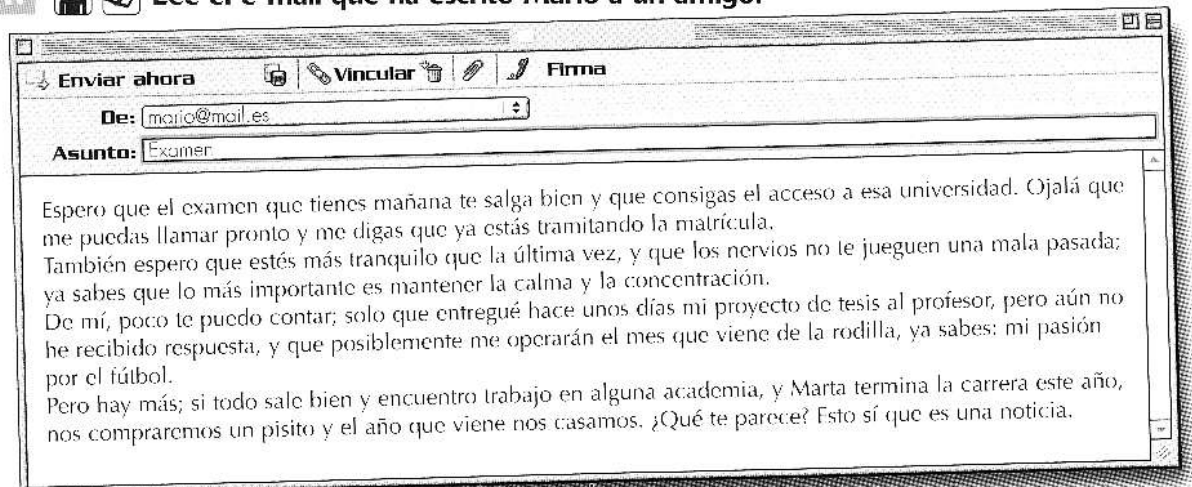 Lee el e-mail que ha escrito Mario a un amigo.
Enviar ahora Vincular Firma
De: mario@mail.es
Asunto: Examen
Espero que el examen que tienes mañana te salga bien y que consigas el acceso a esa universidad. Ojalá que
me puedas llamar pronto y me digas que ya estás tramitando la matrícula.
También espero que estés más tranquilo que la última vez, y que los nervios no te jueguen una mala pasada;
ya sabes que lo más importante es mantener la calma y la concentración.
De mí, poco te puedo contar; solo que entregué hace unos días mi proyecto de tesis al profesor, pero aún no
he recibido respuesta, y que posiblemente me operarán el mes que viene de la rodilla, ya sabes: mi pasión
por el fútbol.
Pero hay más; si todo sale bien y encuentro trabajo en alguna academia, y Marta termina la carrera este año,
nos compraremos un pisito y el año que viene nos casamos. ¿Qué te parece? Esto sí que es una noticia.